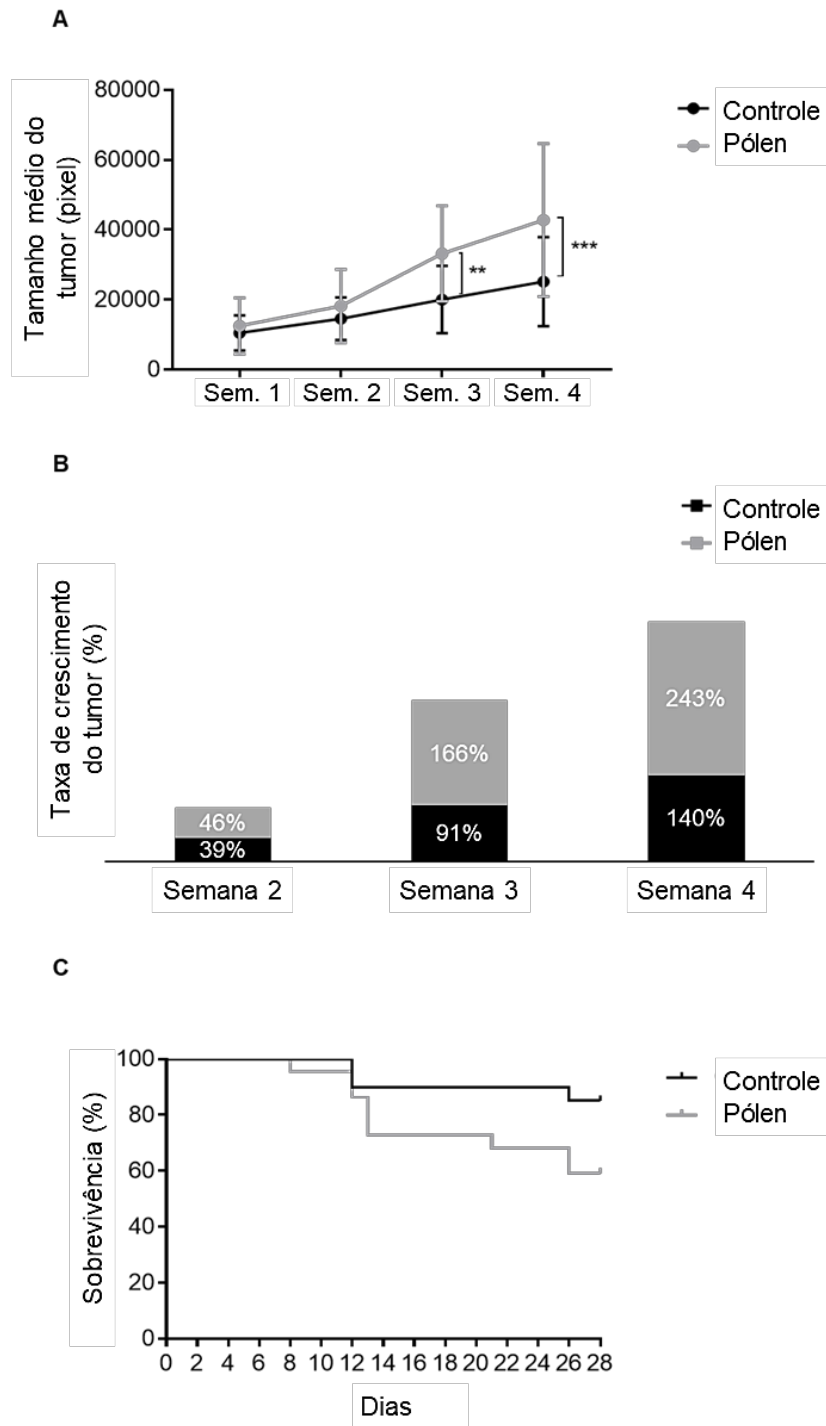 A
Tamanho médio do
tumor (pixel)
80000
60000
40000
20000
0
**
***
Sem. 1
Sem. 2
Sem. 3
Sem. 4
Controle
Pólen
B
Controle
Pólen
Taxa de crescimento
do tumor (%)
46%
39%
166%
91%
243%
140%
Semana 2
Semana 3
Semana 4
C
Sobrevivência (%)
100
80
60
40
20
0
0 2 4 6 8 10 12 14 16 18 20 22 24 26 28
Dias
Controle
Pólen